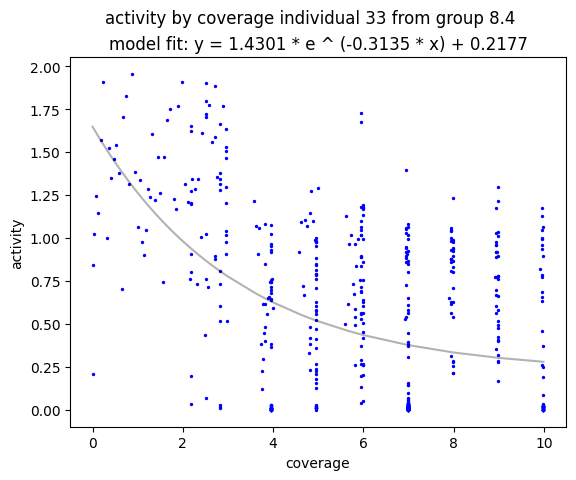 activity by coverage individual 33 from group 8.4
model fit: y = 1.4301 * e ^ (-0.3135 * x) + 0.2177
2.00
1.75
1.50
1.25
1.00
0.75
0.50
0.25
0.00
activity
0 2 4 6 8 10
coverage